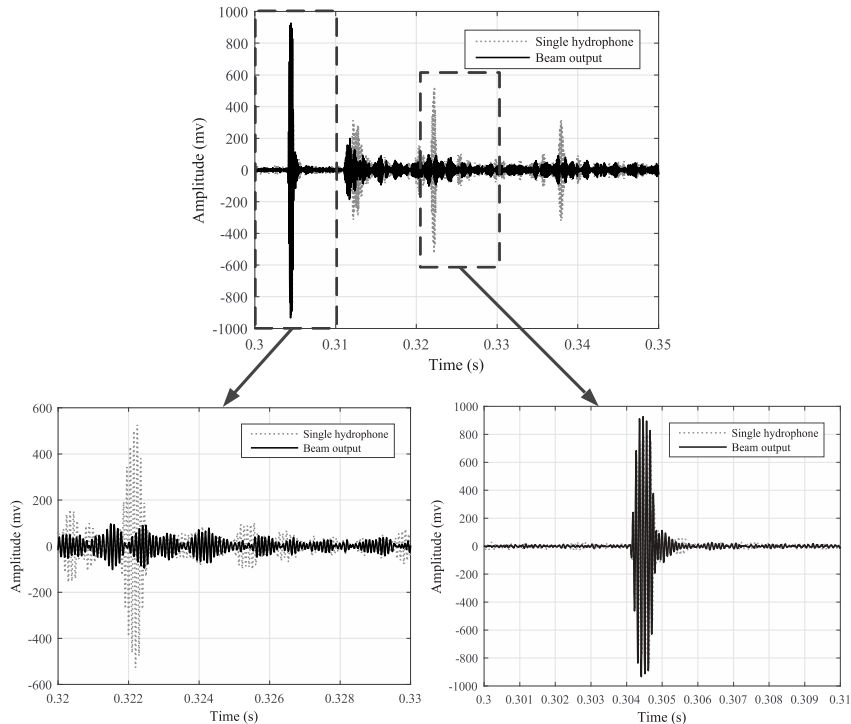 1000
800
600
400
200
0
-200
-400
-600
-800
-1000
Amplitude (mv)
Single hydrophone
Beam output
0.3 0.31 0.32 0.33 0.34 0.35
Time (s)
600
400
200
0
-200
-400
-600
Amplitude (mv)
Single hydrophone
Beam output
0.32 0.322 0.324 0.326 0.328 0.33
Time (s)
1000
800
600
400
200
0
-200
-400
-600
-800
-1000
Amplitude (mv)
Single hydrophone
Beam output
0.3 0.301 0.302 0.303 0.304 0.305 0.306 0.307 0.308 0.309 0.31
Time (s)